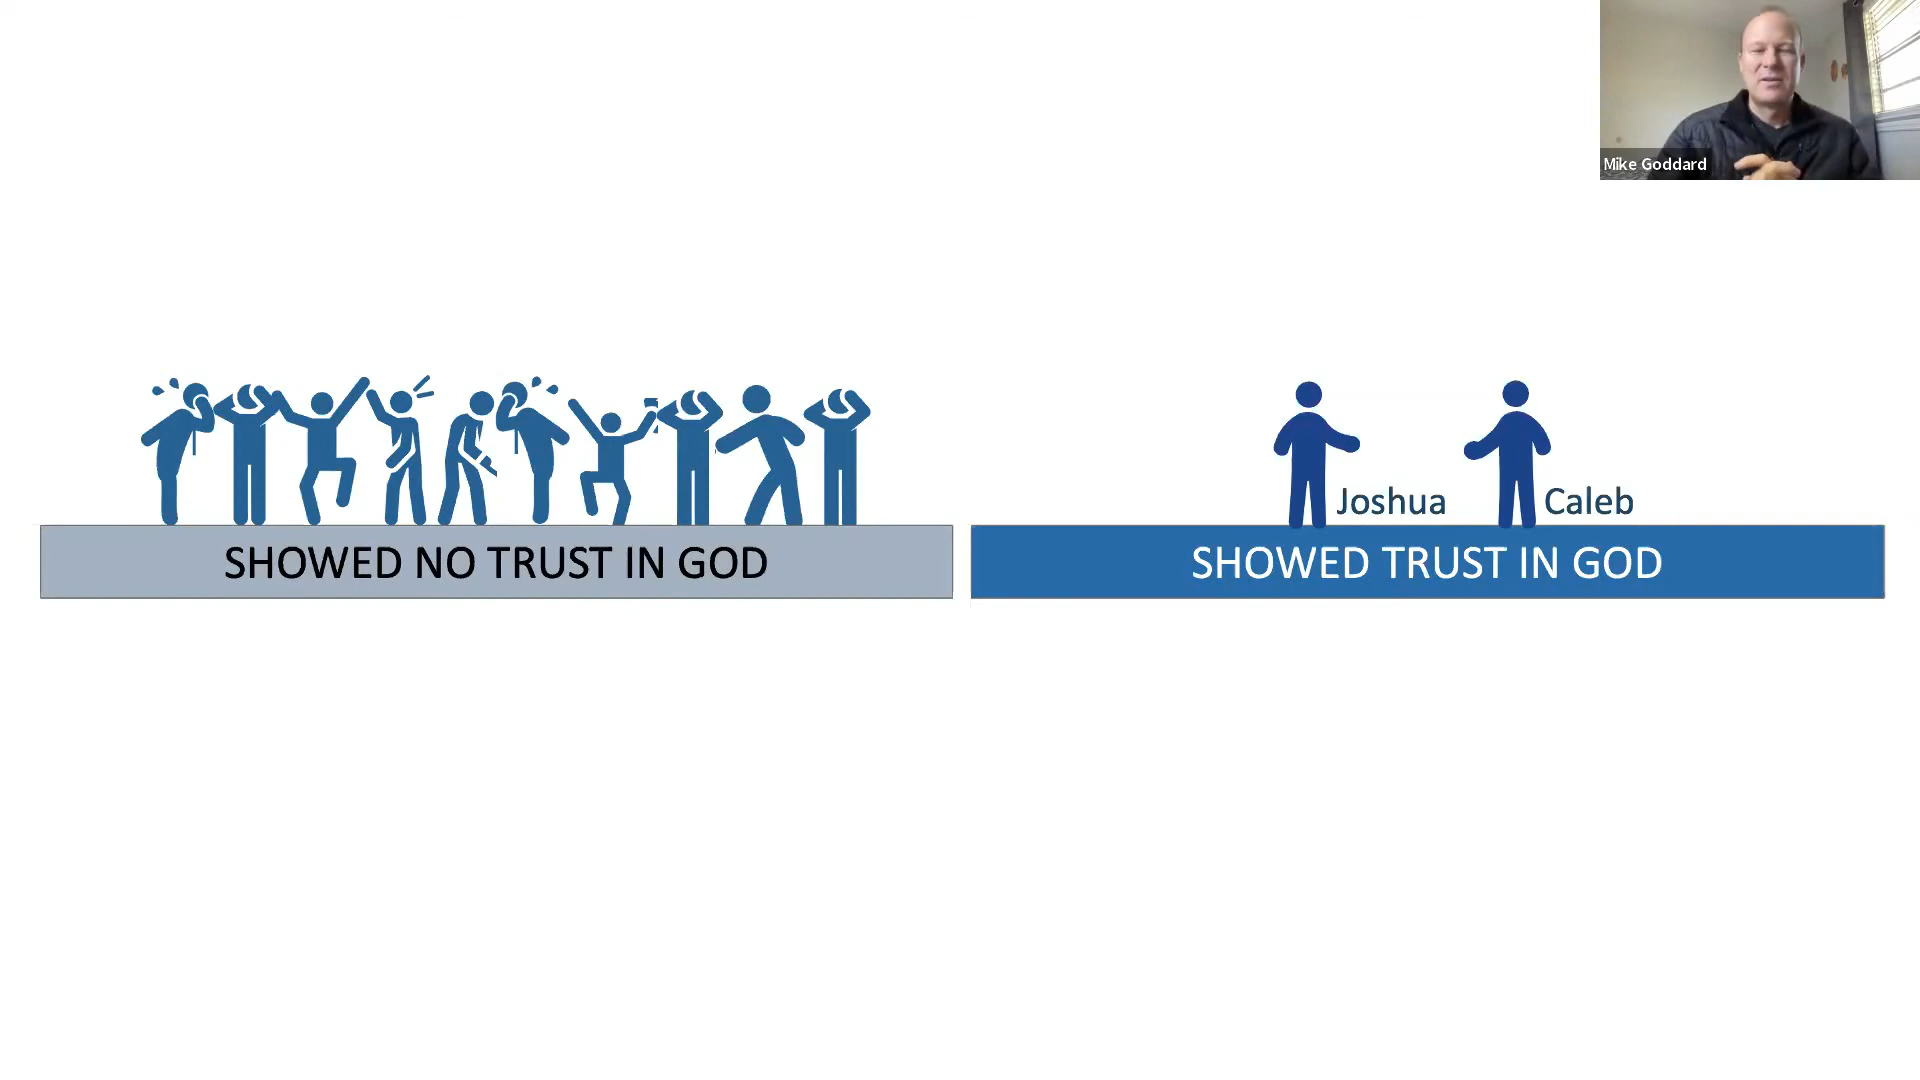 Mike Goddard
Joshua
Caleb
SHOWED NO TRUST IN GOD
SHOWED TRUST IN GOD